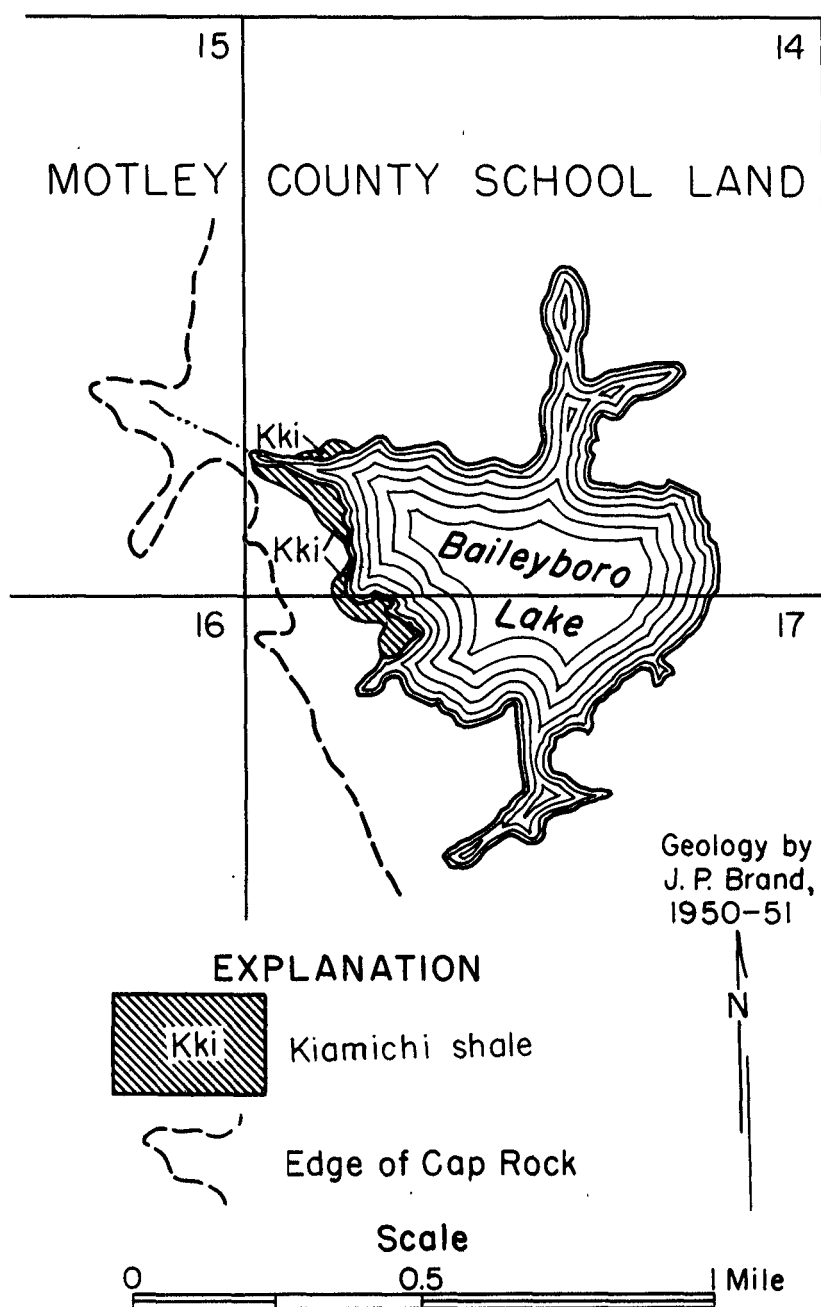 15 14
MOTLEY COUNTY SCHOOL LAND
Kki
Kki
Baileyboro
Lake
16 17
Geology by
J. P. Brand,
1950-51
N
EXPLANATION
Kki Kiamichi shale
Edge of Cap Rock
Scale
0 0.5 1 Mile